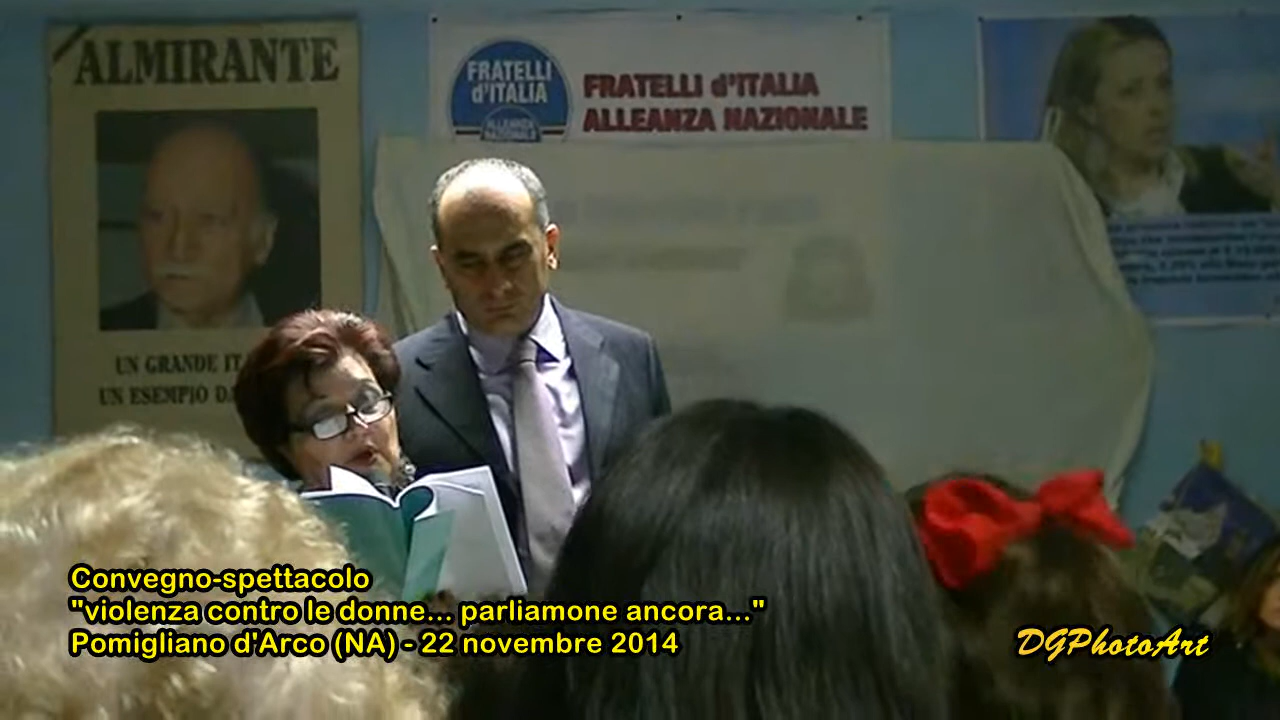 ALMIRANTE
UN GRANDE
UN ESEMPIO
FRATELLI
d'ITALIA
ALLEANZA
NAZIONALE
FRATELLI d'ITALIA
ALLEANZA NAZIONALE
Convegno-spettacolo
"violenza contro le donne... parliamone ancora..."
Pomigliano d'Arco (NA) - 22 novembre 2014
DGPhotoArt